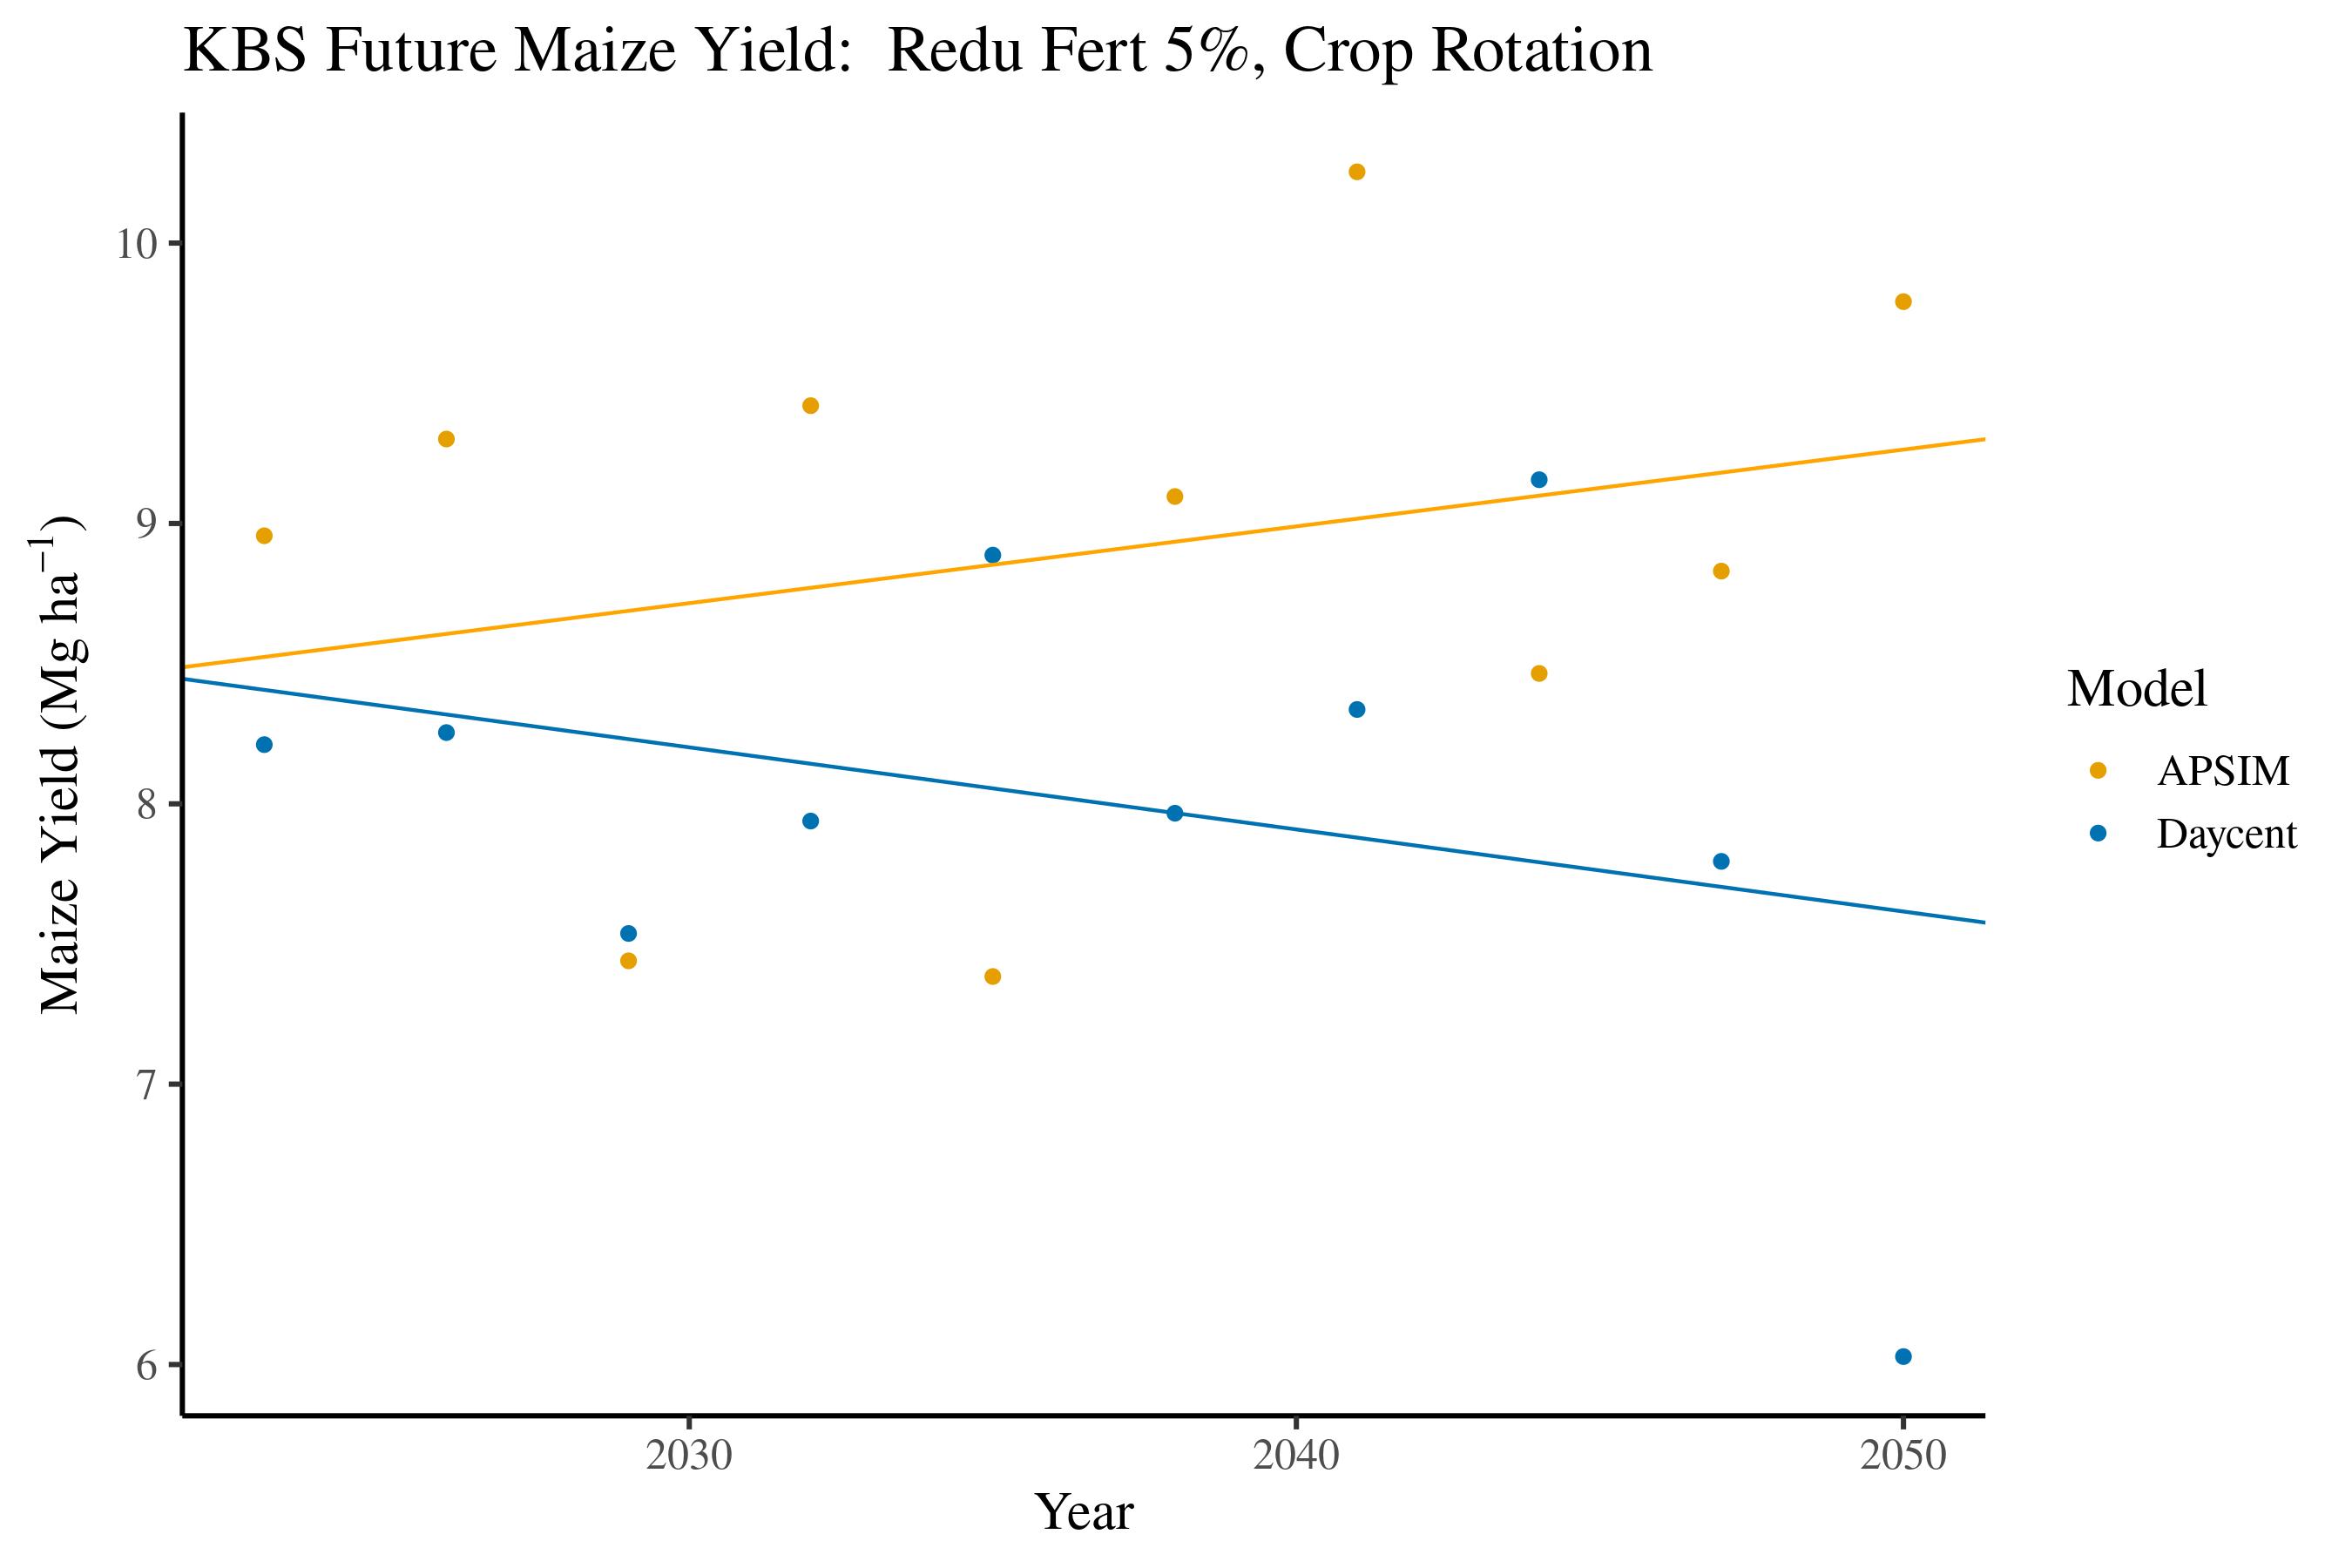 KBS Future Maize Yield:  Redu Fert 5%, Crop Rotation
Maize Yield (Mg ha⁻¹)
10
9
8
7
6
2030 2040 2050
Year
Model
APSIM
Daycent